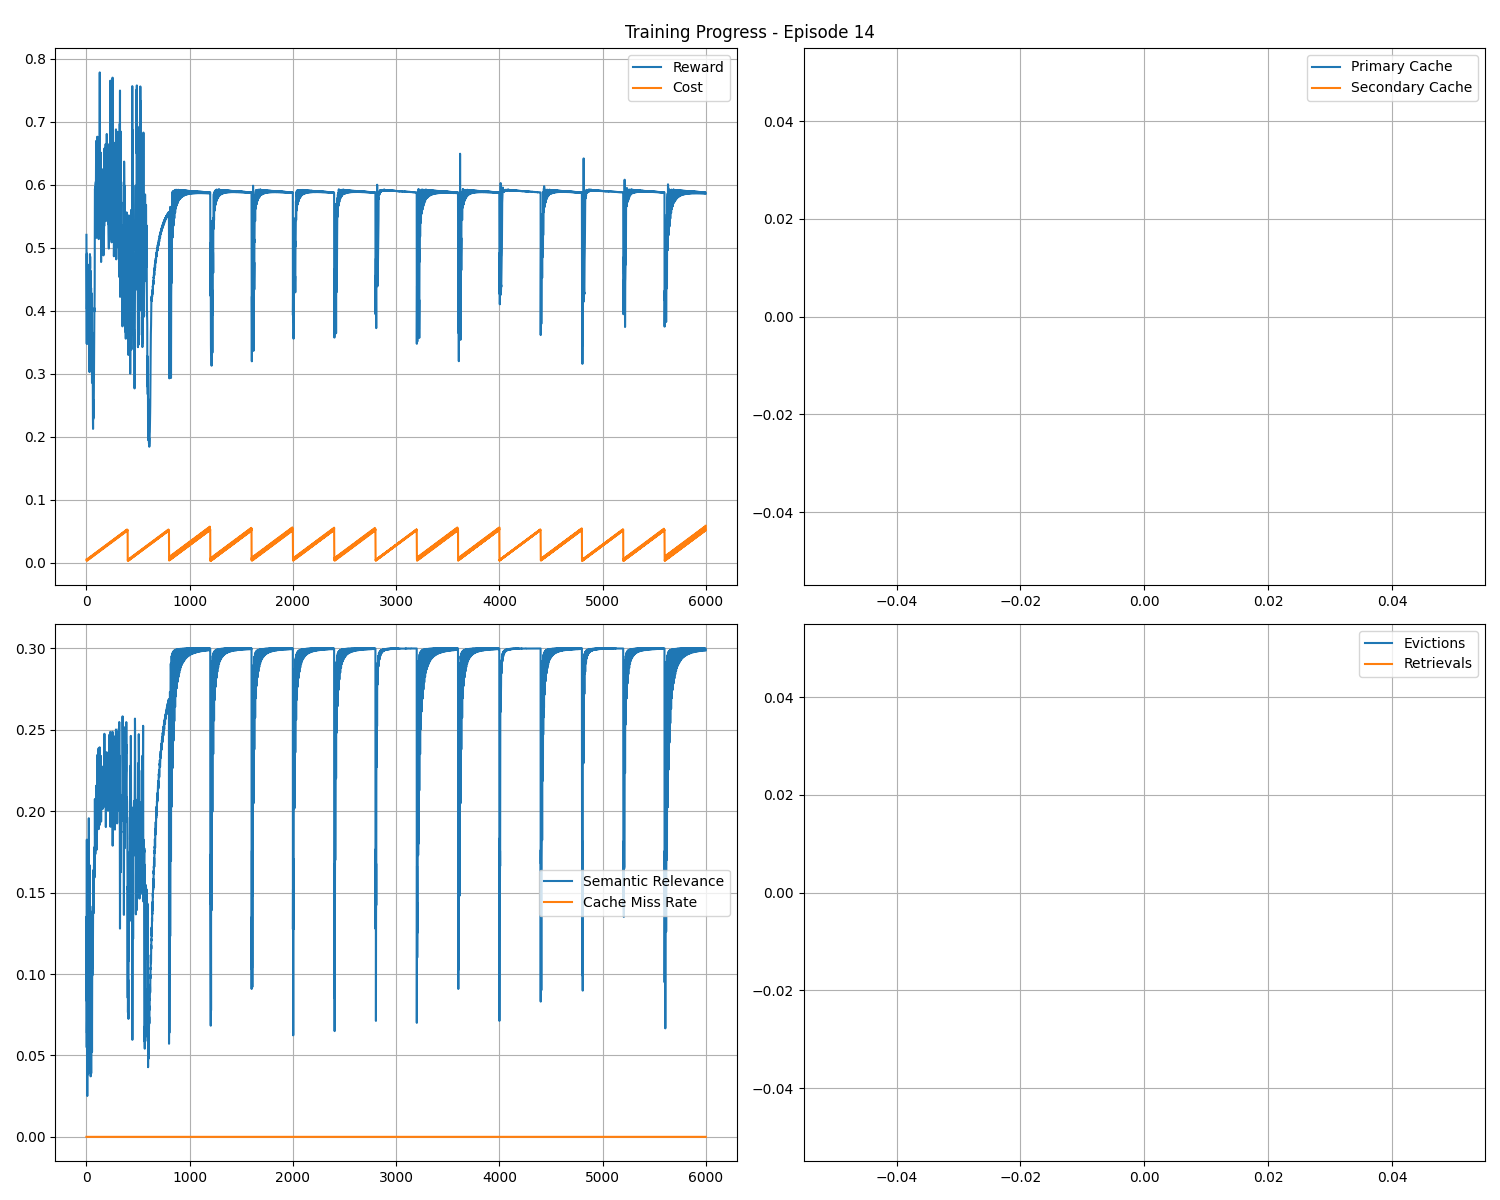 Training Progress - Episode 14
0.8
0.7
0.6
0.5
0.4
0.3
0.2
0.1
0.0
0 1000 2000 3000 4000 5000 6000
Reward
Cost
0.04
0.02
0.00
−0.02
−0.04
−0.04 −0.02 0.00 0.02 0.04
Primary Cache
Secondary Cache
0.30
0.25
0.20
0.15
0.10
0.05
0.00
0 1000 2000 3000 4000 5000 6000
Semantic Relevance
Cache Miss Rate
0.04
0.02
0.00
−0.02
−0.04
−0.04 −0.02 0.00 0.02 0.04
Evictions
Retrievals